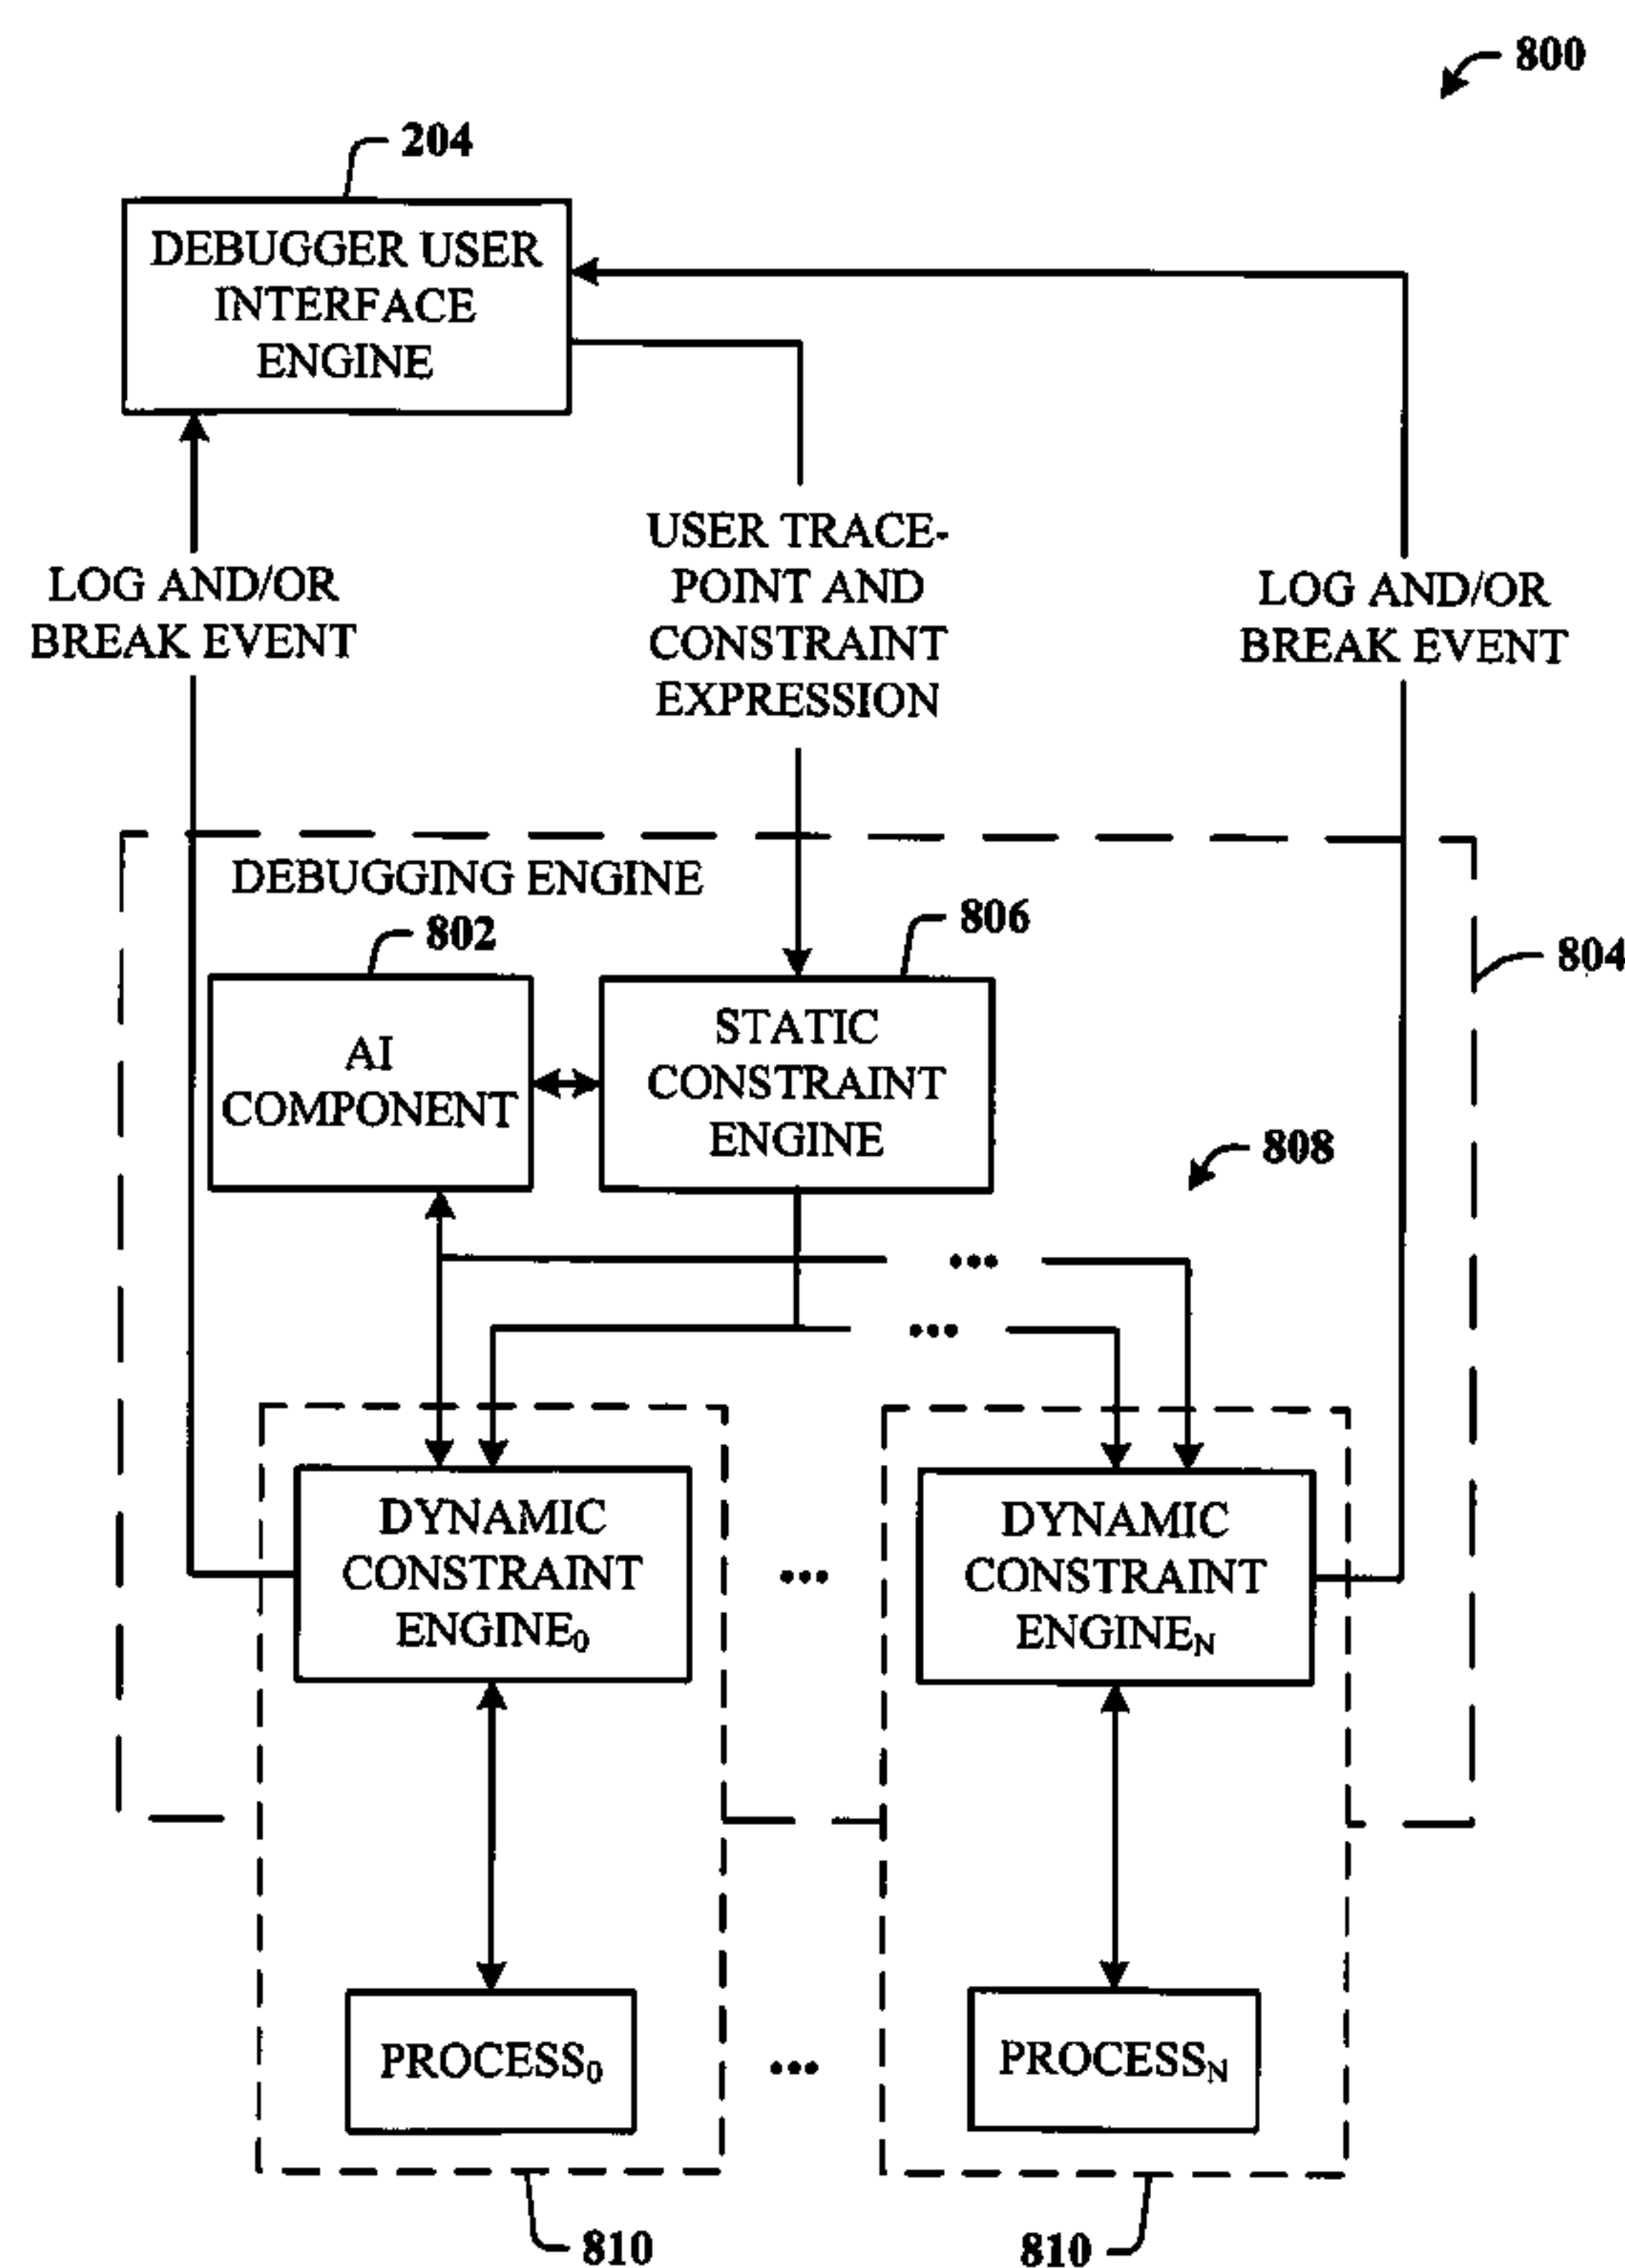 800
204
DEBUGGER USER
INTERFACE
ENGINE
USER TRACE-
POINT AND
CONSTRAINT
EXPRESSION
LOG AND/OR
BREAK EVENT
LOG AND/OR
BREAK EVENT
DEBUGGING ENGINE
802
806
804
AI
COMPONENT
STATIC
CONSTRAINT
ENGINE
808
...
...
DYNAMIC
CONSTRAINT
ENGINE₀
...
DYNAMIC
CONSTRAINT
ENGINE_N
PROCESS₀
...
PROCESS_N
810
810